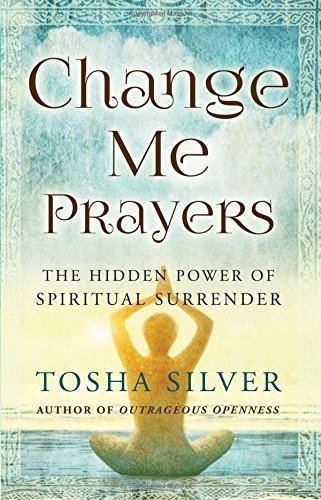 Change
Me
Prayers
THE HIDDEN POWER OF
SPIRITUAL SURRENDER
TOSHA SILVER
AUTHOR OF OUTRAGEOUS OPENNESS